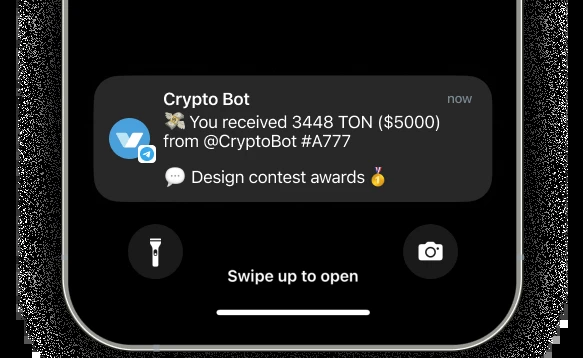 Crypto Bot
now
💸 You received 3448 TON ($5000)
from @CryptoBot #A777
💬 Design contest awards 🥇
Swipe up to open